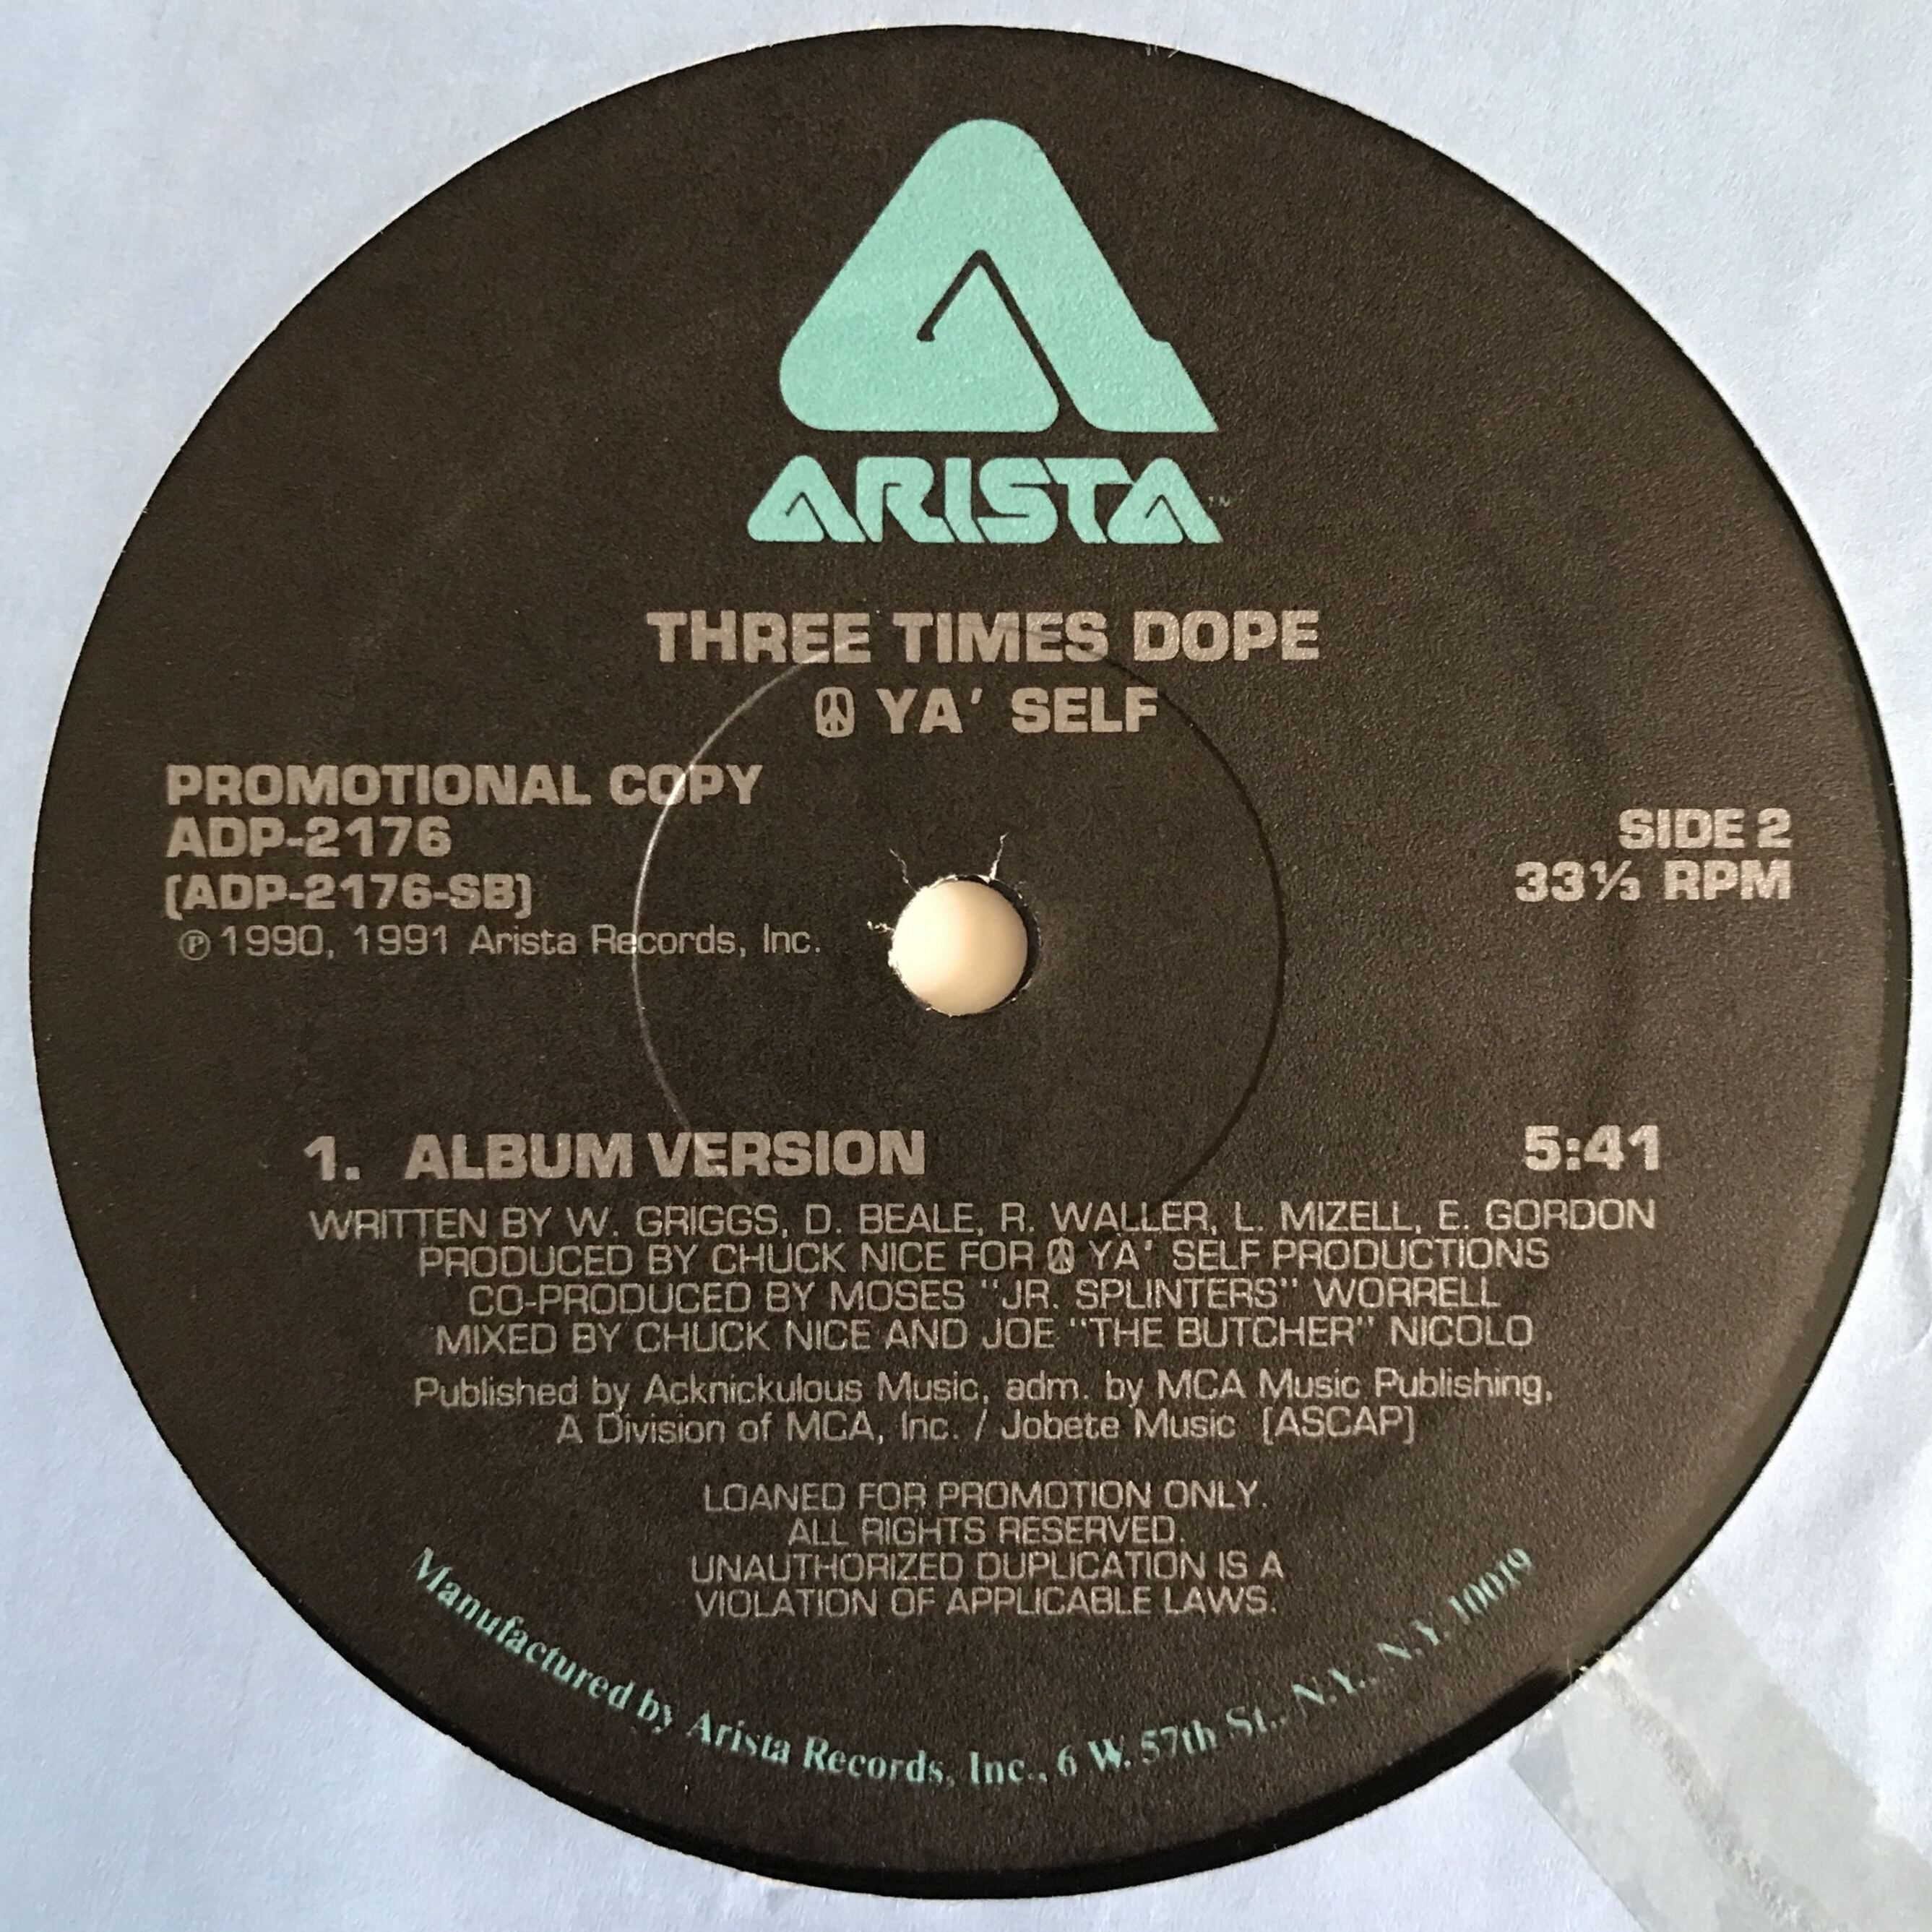 ARISTA™
THREE TIMES DOPE
☮ YA' SELF
PROMOTIONAL COPY
ADP-2176
(ADP-2176-SB)
℗ 1990, 1991 Arista Records, Inc.
SIDE 2
33⅓ RPM
1. ALBUM VERSION 5:41
WRITTEN BY W. GRIGGS, D. BEALE, R. WALLER, L. MIZELL, E. GORDON
PRODUCED BY CHUCK NICE FOR ☮ YA' SELF PRODUCTIONS
CO-PRODUCED BY MOSES "JR. SPLINTERS" WORRELL
MIXED BY CHUCK NICE AND JOE "THE BUTCHER" NICOLO
Published by Acknickulous Music, adm. by MCA Music Publishing,
A Division of MCA, Inc. / Jobete Music (ASCAP)
LOANED FOR PROMOTION ONLY.
ALL RIGHTS RESERVED.
UNAUTHORIZED DUPLICATION IS A
VIOLATION OF APPLICABLE LAWS.
Manufactured by Arista Records, Inc., 6 W. 57th St., N.Y., N.Y. 10019